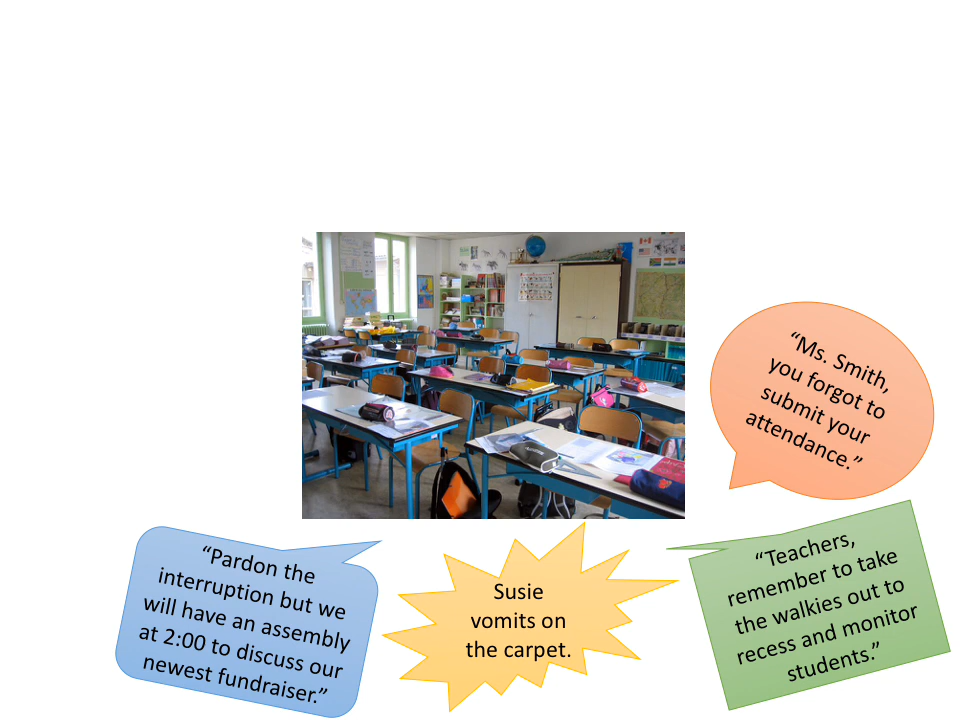 “Ms. Smith,
you forgot to
submit your
attendance.”
“Pardon the
interruption but we
will have an assembly
at 2:00 to discuss our
newest fundraiser.”
Susie
vomits on
the carpet.
“Teachers,
remember to take
the walkies out to
recess and monitor
students.”